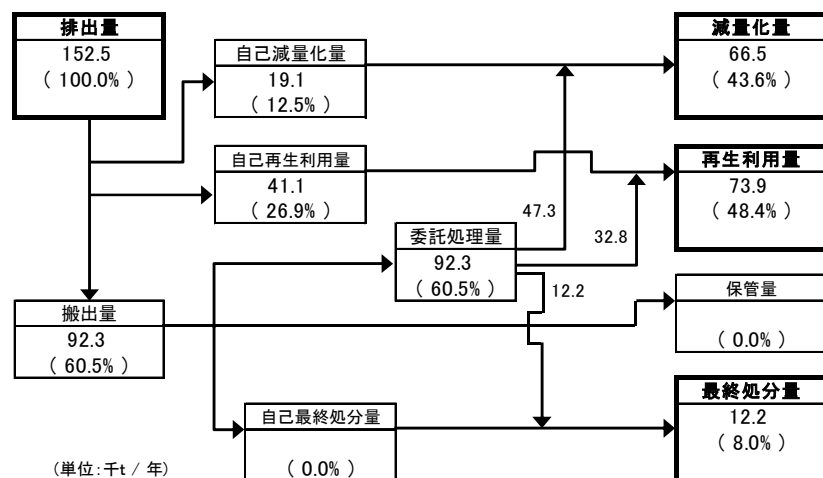 排出量
152.5
( 100.0% )
自己減量化量
19.1
( 12.5% )
減量化量
66.5
( 43.6% )
自己再生利用量
41.1
( 26.9% )
再生利用量
73.9
( 48.4% )
47.3
32.8
委託処理量
92.3
( 60.5% )
12.2
搬出量
92.3
( 60.5% )
保管量
( 0.0% )
自己最終処分量
( 0.0% )
最終処分量
12.2
( 8.0% )
(単位:千t / 年)